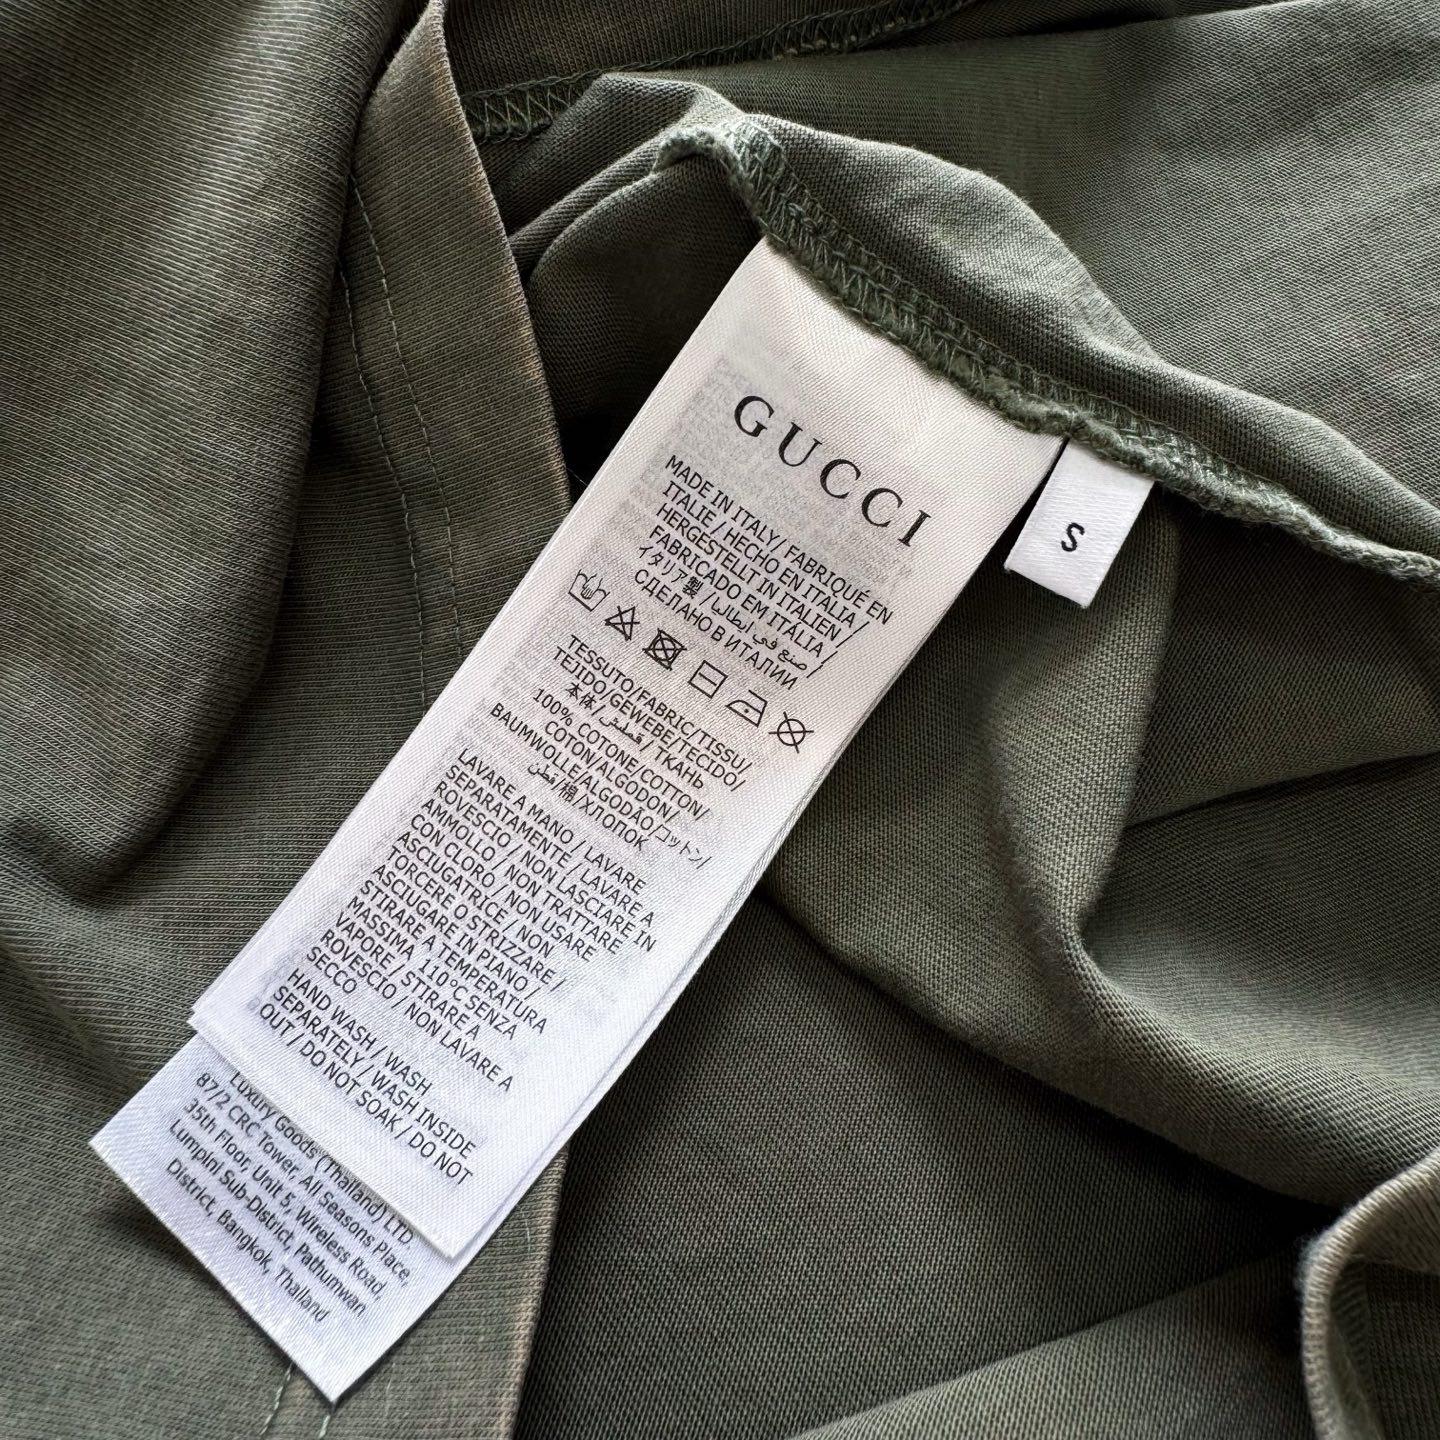 GUCCI
MADE IN ITALY/ FABRIQUÉ EN
ITALIE / HECHO EN ITALIA /
HERGESTELLT IN ITALIEN /
FABRICADO EM ITÁLIA /
イタリア製 / صنع في ايطاليا /
СДЕЛАНО В ИТАЛИИ
TESSUTO/FABRIC/TISSU/
TEJIDO/GEWEBE/TECIDO/
本体/قماش/ТКАНЬ
100% COTONE/COTTON/
COTON/ALGODON/
BAUMWOLLE/ALGODÃO/コットン/
قطن/棉/ХЛОПОК
LAVARE A MANO / LAVARE
SEPARATAMENTE / LAVARE A
ROVESCIO / NON LASCIARE IN
AMMOLLO / NON TRATTARE
CON CLORO / NON USARE
ASCIUGATRICE / NON
TORCERE O STRIZZARE /
ASCIUGARE IN PIANO /
STIRARE A TEMPERATURA
MASSIMA 110°C SENZA
VAPORE / STIRARE A
ROVESCIO / NON LAVARE A
SECCO
HAND WASH / WASH
SEPARATELY / WASH INSIDE
OUT / DO NOT SOAK / DO NOT
S
Luxury Goods (Thailand) LTD.
87/2 CRC Tower, All Seasons Place,
35th Floor, Unit 5, Wireless Road,
Lumpini Sub-District, Pathumwan
District, Bangkok, Thailand